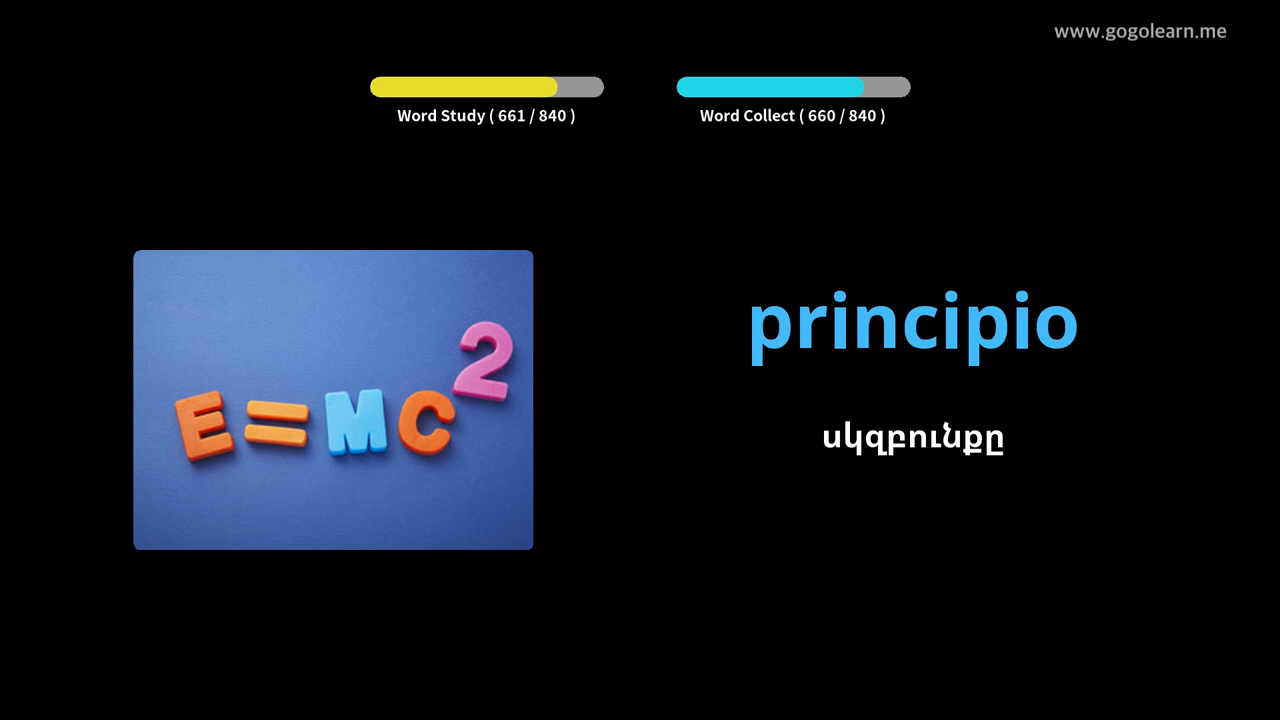 www.gogolearn.me
Word Study ( 661 / 840 )
Word Collect ( 660 / 840 )
E=MC2
principio
սկզբունքը